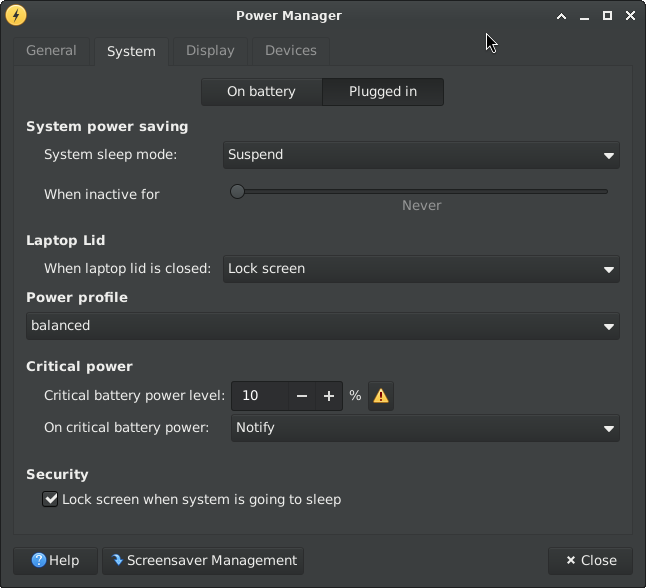 Power Manager
General System Display Devices
On battery Plugged in
System power saving
System sleep mode: Suspend
When inactive for
Never
Laptop Lid
When laptop lid is closed: Lock screen
Power profile
balanced
Critical power
Critical battery power level: 10 − + %
On critical battery power: Notify
Security
Lock screen when system is going to sleep
Help Screensaver Management Close